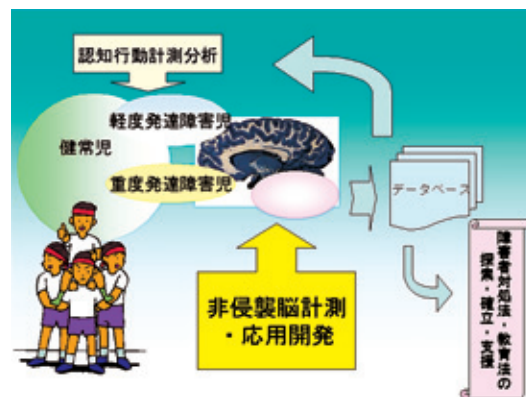 認知行動計測分析
軽度発達障害児
健常児
重度発達障害児
データベース
非侵襲脳計測
・応用開発
障害者対処法・教育法の
探索・確立・支援